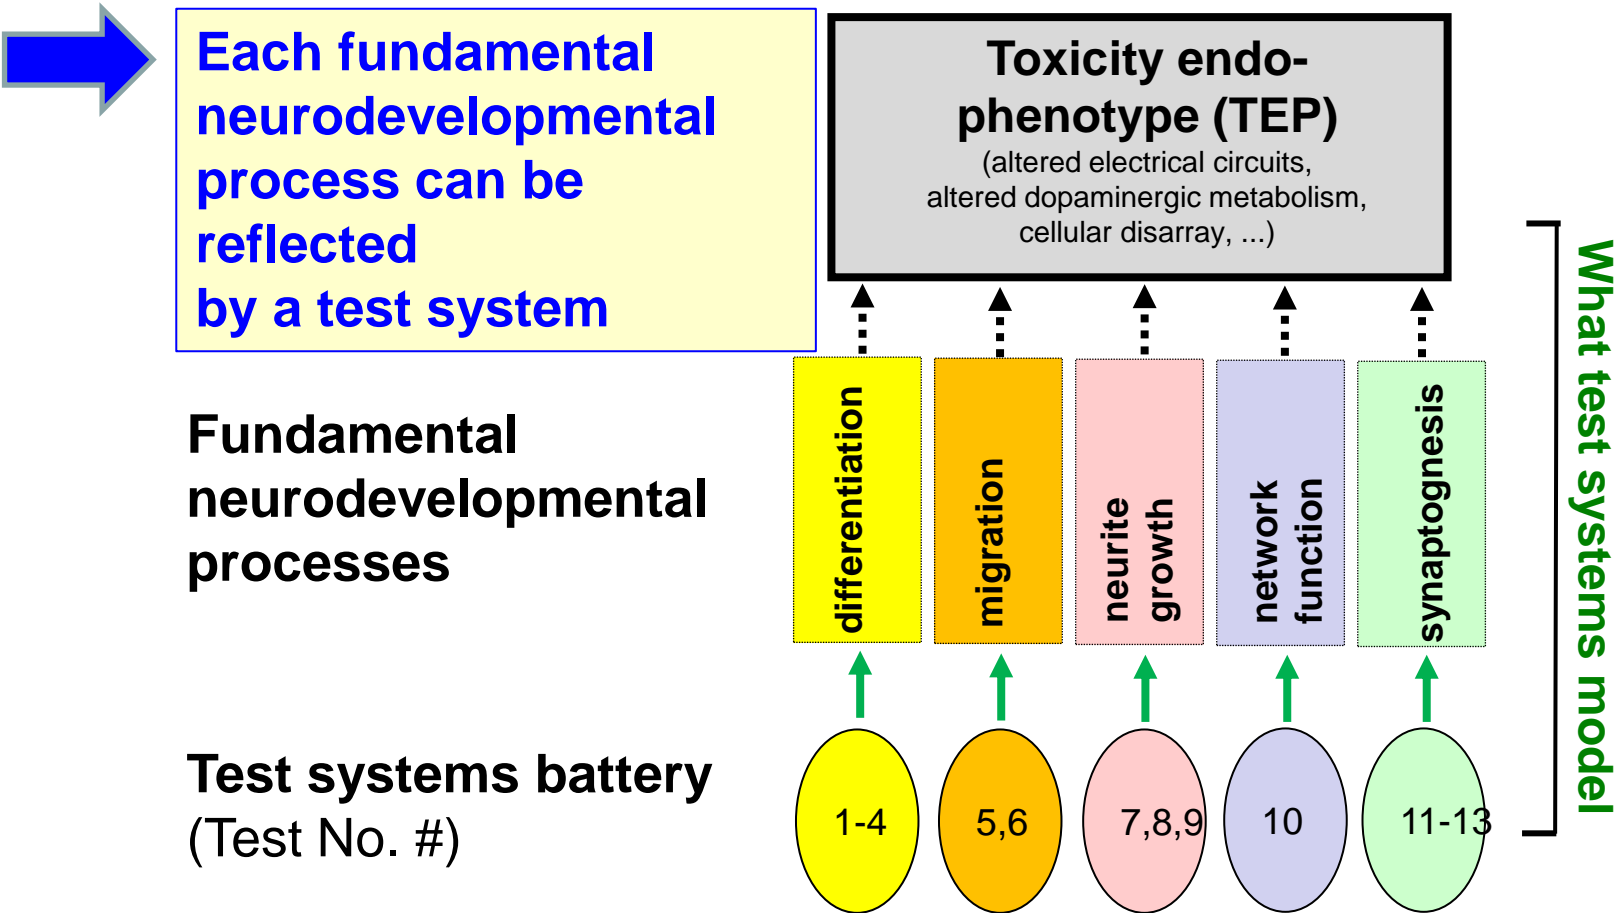 Each fundamental
neurodevelopmental
process can be
reflected
by a test system
Toxicity endo-
phenotype (TEP)
(altered electrical circuits,
altered dopaminergic metabolism,
cellular disarray, ...)
Fundamental
neurodevelopmental
processes
differentiation
migration
neurite
growth
network
function
synaptognesis
Test systems battery
(Test No. #)
1-4
5,6
7,8,9
10
11-13
What test systems model